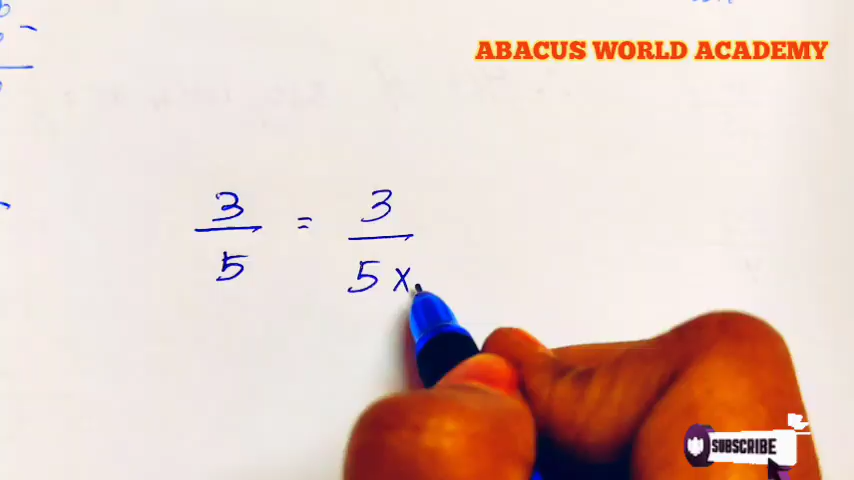 ABACUS WORLD ACADEMY
3 = 3
5 5 x
SUBSCRIBE